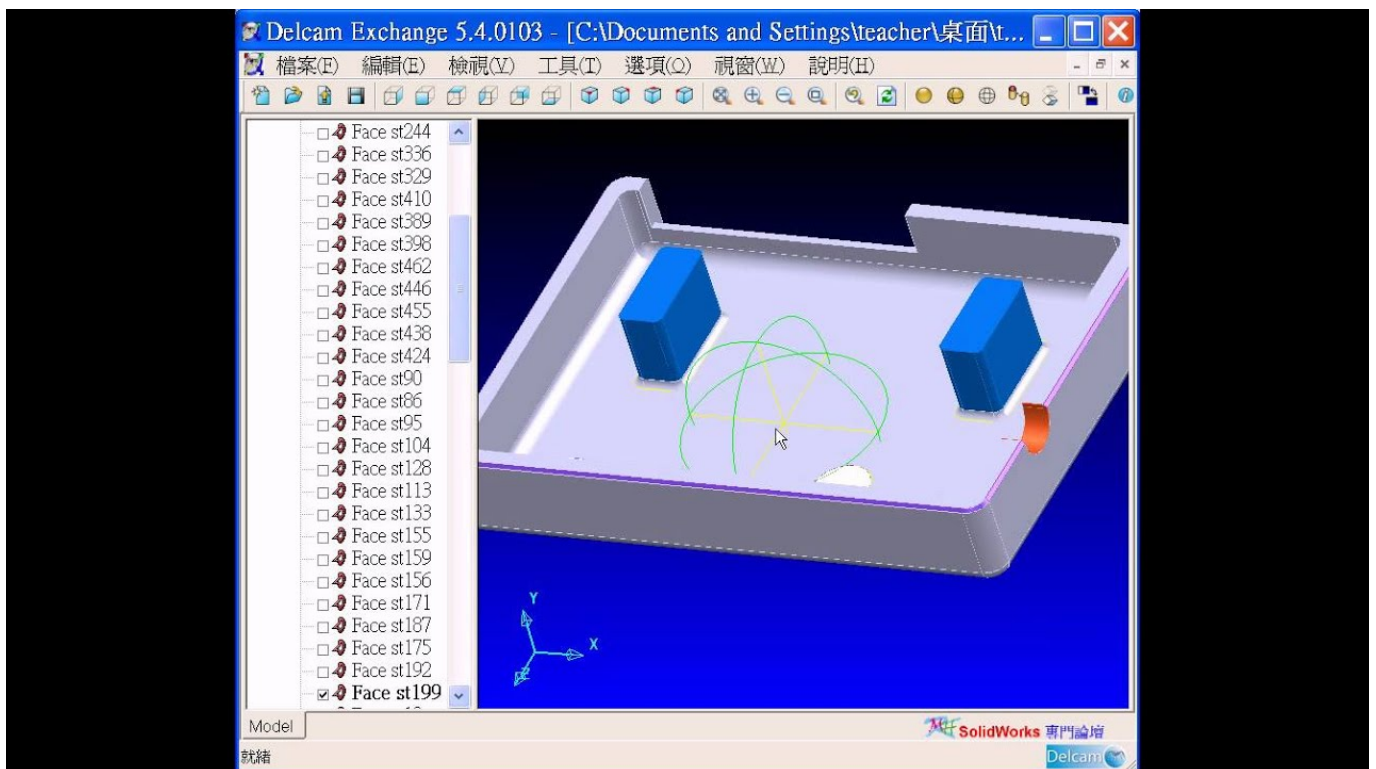 Delcam Exchange 5.4.0103 - [C:\Documents and Settings\teacher\桌面\t...
檔案(F) 編輯(E) 檢視(V) 工具(T) 選項(O) 視窗(W) 說明(H)
Face st244
Face st336
Face st329
Face st410
Face st389
Face st398
Face st462
Face st446
Face st455
Face st438
Face st424
Face st90
Face st86
Face st95
Face st104
Face st128
Face st113
Face st133
Face st155
Face st159
Face st156
Face st171
Face st187
Face st175
Face st192
Face st199
Y
X
Z
Model
SolidWorks 專門論壇
就緒
Delcam